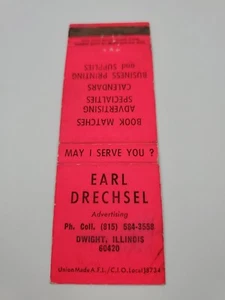 BUSINESS PRINTING
and SUPPLIES
CALENDARS
SPECIALTIES
ADVERTISING
BOOK MATCHES
MAY I SERVE YOU ?
EARL
DRECHSEL
Advertising
Ph. Coll. (815) 584-3558
DWIGHT, ILLINOIS
60420
Union Made A.F.L./C.I.O. Local